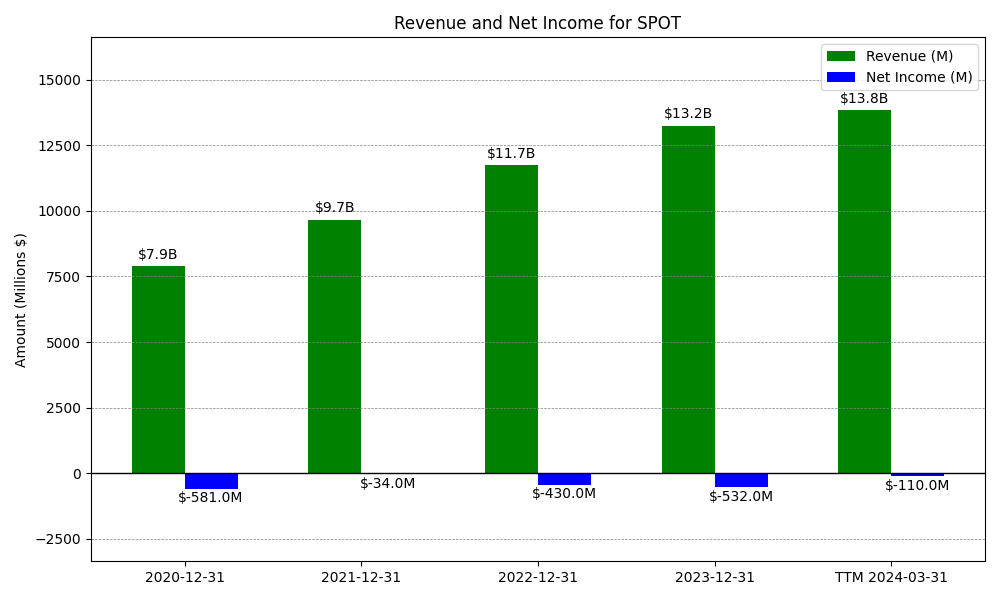 Revenue and Net Income for SPOT
Revenue (M)
Net Income (M)
Amount (Millions $)
15000
12500
10000
7500
5000
2500
0
−2500
$7.9B
$9.7B
$11.7B
$13.2B
$13.8B
$-581.0M
$-34.0M
$-430.0M
$-532.0M
$-110.0M
2020-12-31
2021-12-31
2022-12-31
2023-12-31
TTM 2024-03-31